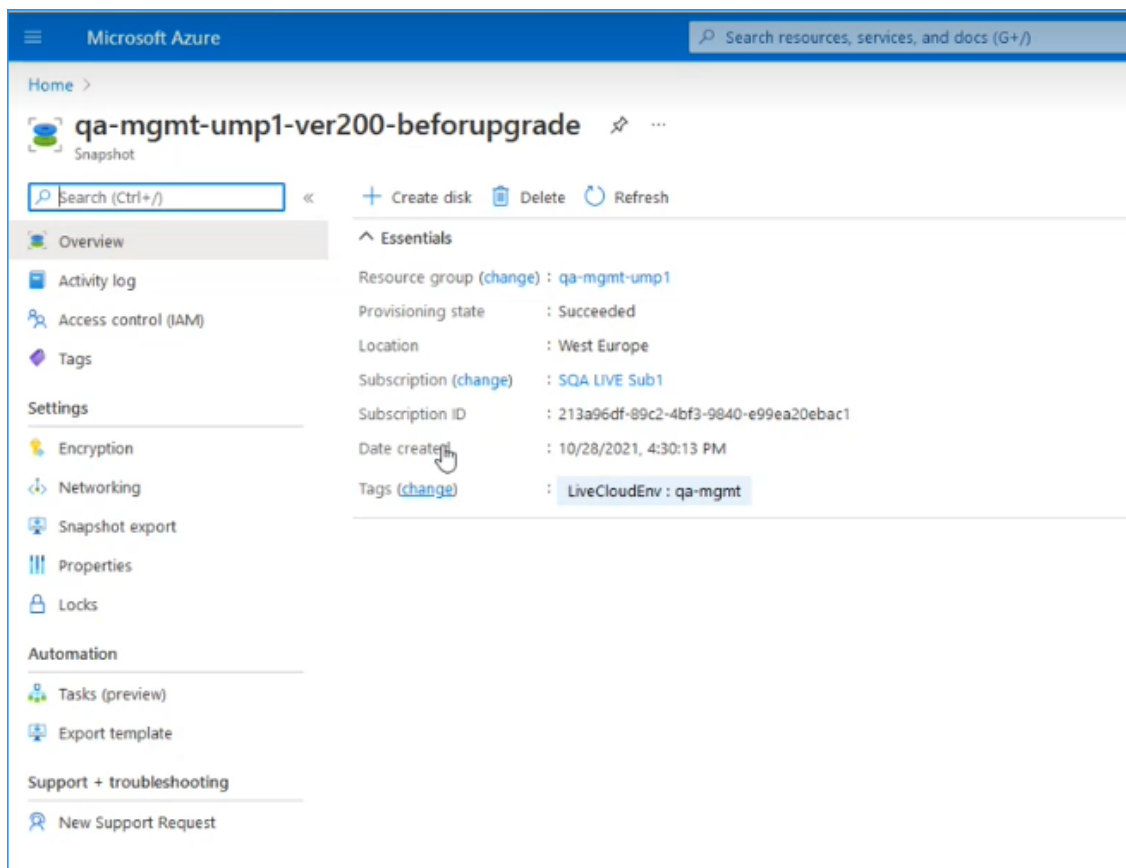 Microsoft Azure
Search resources, services, and docs (G+/)
Home >
qa-mgmt-ump1-ver200-beforupgrade
Snapshot
Search (Ctrl+/)
«
Create disk
Delete
Refresh
Overview
Activity log
Access control (IAM)
Tags
Settings
Encryption
Networking
Snapshot export
Properties
Locks
Automation
Tasks (preview)
Export template
Support + troubleshooting
New Support Request
Essentials
Resource group (change) : qa-mgmt-ump1
Provisioning state : Succeeded
Location : West Europe
Subscription (change) : SQA LIVE Sub1
Subscription ID : 213a96df-89c2-4bf3-9840-e99ea20ebac1
Date created : 10/28/2021, 4:30:13 PM
Tags (change) : LiveCloudEnv : qa-mgmt